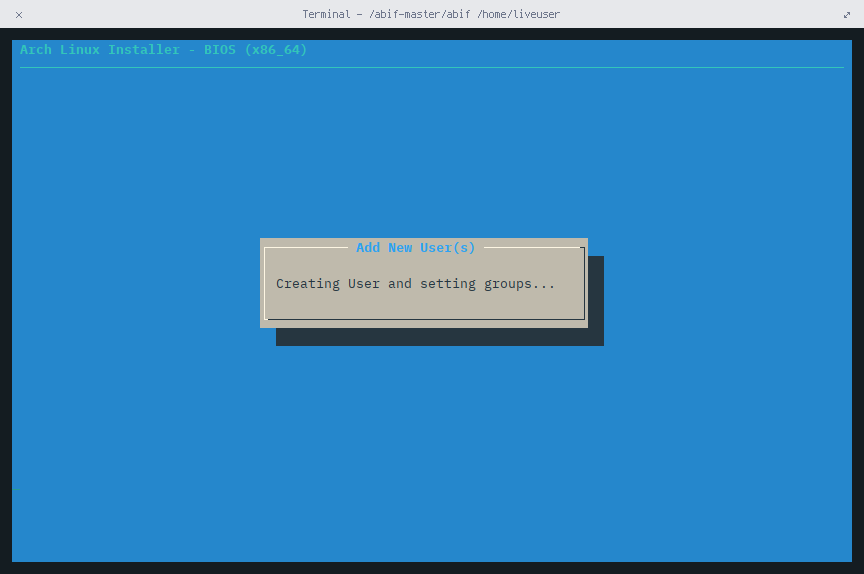 Terminal - /abif-master/abif /home/liveuser
Arch Linux Installer - BIOS (x86_64)
Add New User(s)
Creating User and setting groups...